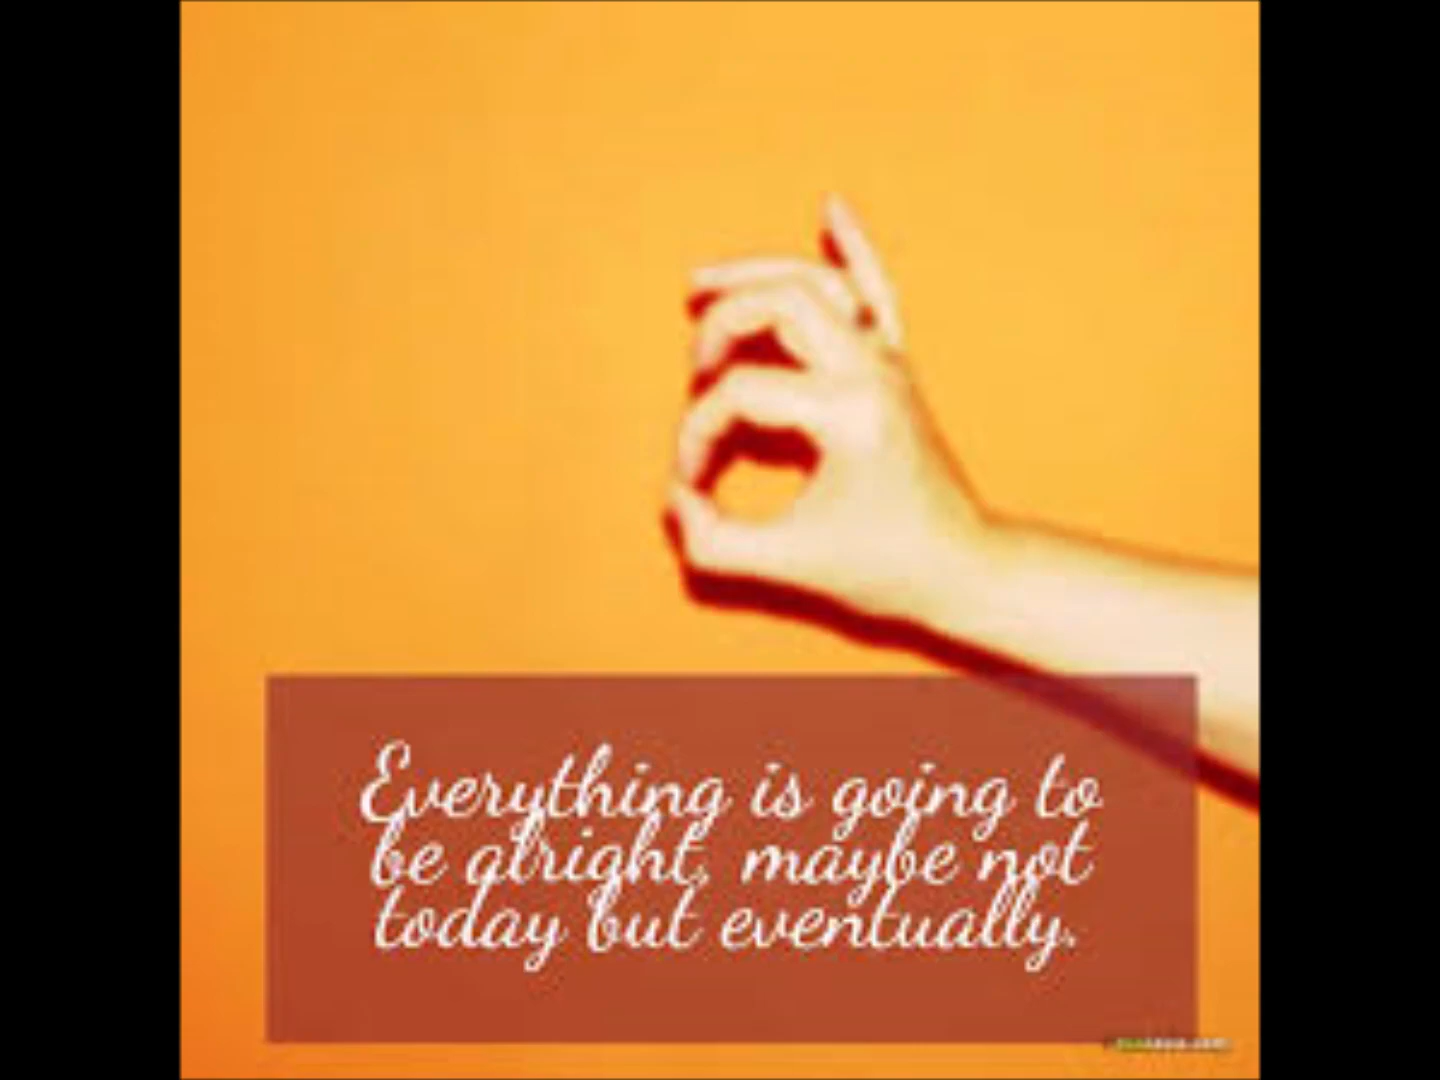 Everything is going to
be alright, maybe not
today but eventually.